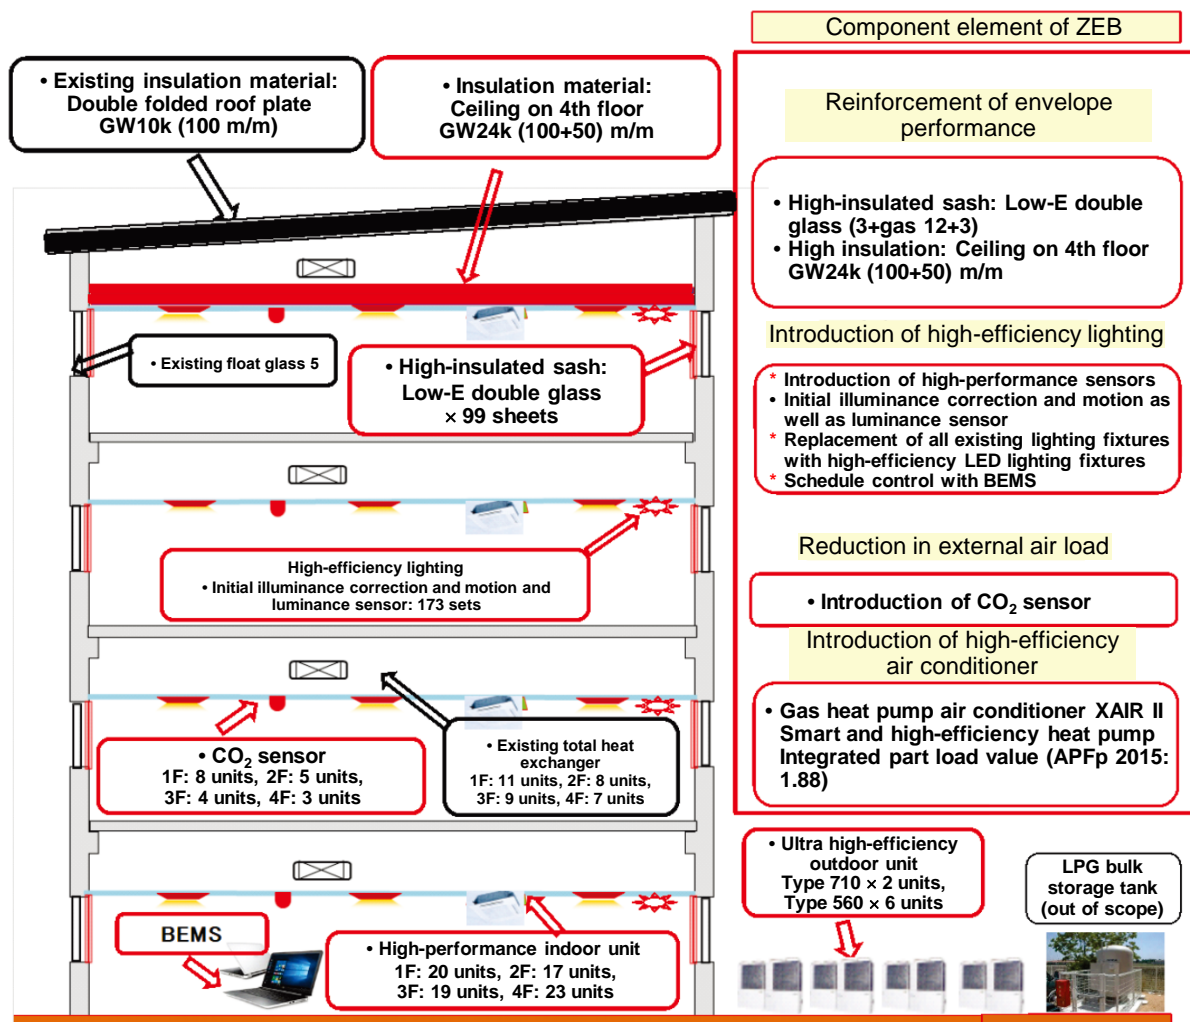 Component element of ZEB
• Existing insulation material:
Double folded roof plate
GW10k (100 m/m)
• Insulation material:
Ceiling on 4th floor
GW24k (100+50) m/m
Reinforcement of envelope
performance
• High-insulated sash: Low-E double
glass (3+gas 12+3)
• High insulation: Ceiling on 4th floor
GW24k (100+50) m/m
• Existing float glass 5
• High-insulated sash:
Low-E double glass
× 99 sheets
Introduction of high-efficiency lighting
* Introduction of high-performance sensors
• Initial illuminance correction and motion as
well as luminance sensor
* Replacement of all existing lighting fixtures
with high-efficiency LED lighting fixtures
* Schedule control with BEMS
High-efficiency lighting
• Initial illuminance correction and motion and
luminance sensor: 173 sets
Reduction in external air load
• Introduction of CO₂ sensor
Introduction of high-efficiency
air conditioner
• Gas heat pump air conditioner XAIR II
Smart and high-efficiency heat pump
Integrated part load value (APFp 2015:
1.88)
• CO₂ sensor
1F: 8 units, 2F: 5 units,
3F: 4 units, 4F: 3 units
• Existing total heat
exchanger
1F: 11 units, 2F: 8 units,
3F: 9 units, 4F: 7 units
• Ultra high-efficiency
outdoor unit
Type 710 × 2 units,
Type 560 × 6 units
LPG bulk
storage tank
(out of scope)
BEMS
• High-performance indoor unit
1F: 20 units, 2F: 17 units,
3F: 19 units, 4F: 23 units